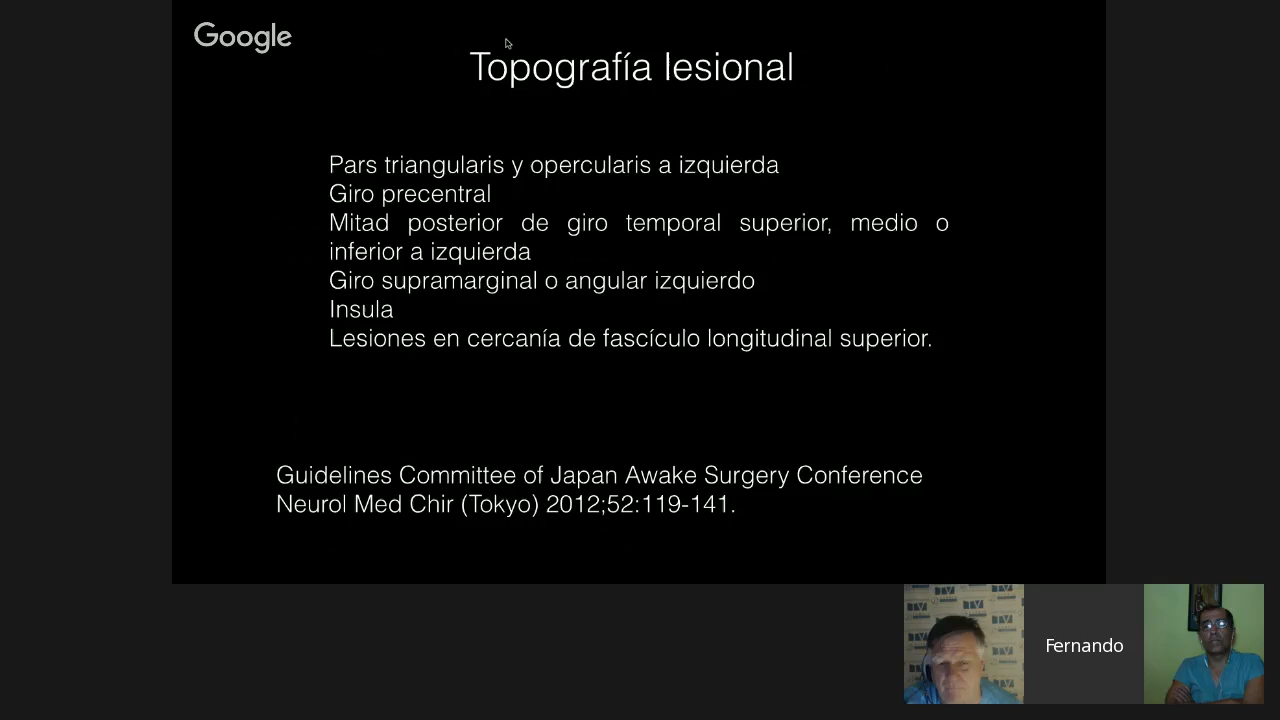 Google
Topografía lesional
Pars triangularis y opercularis a izquierda
Giro precentral
Mitad posterior de giro temporal superior, medio o
inferior a izquierda
Giro supramarginal o angular izquierdo
Insula
Lesiones en cercanía de fascículo longitudinal superior.
Guidelines Committee of Japan Awake Surgery Conference
Neurol Med Chir (Tokyo) 2012;52:119-141.
Fernando